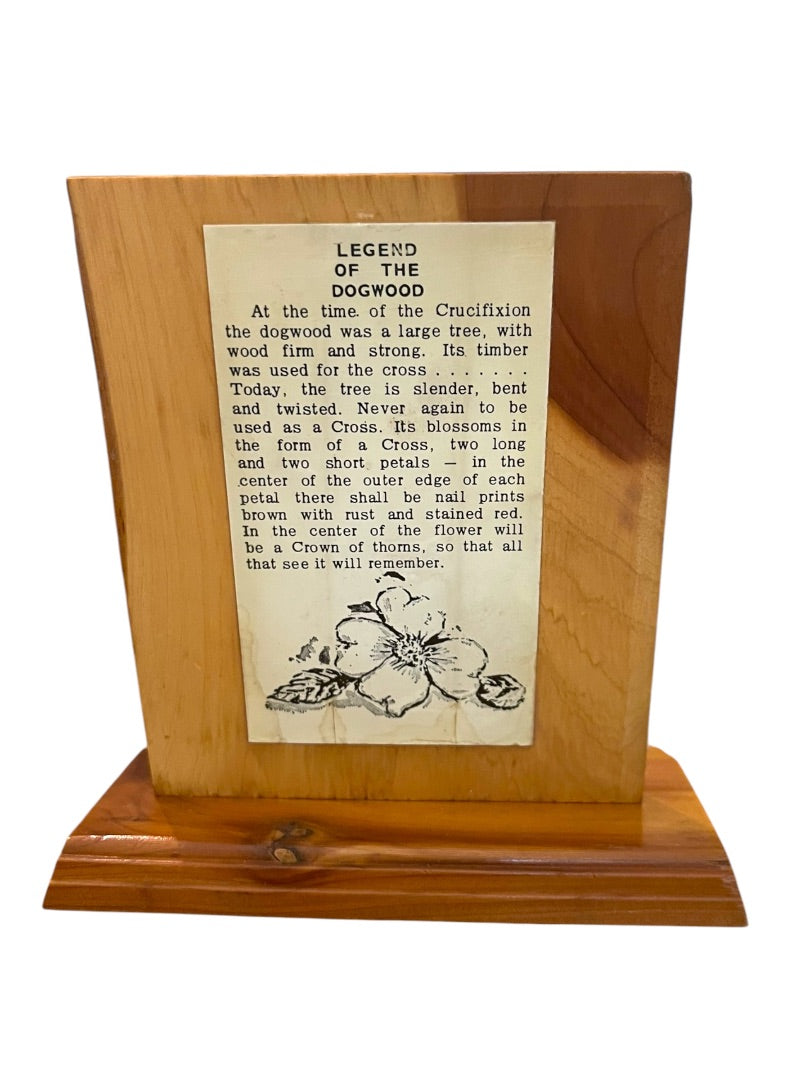 LEGEND
OF THE
DOGWOOD
At the time of the Crucifixion
the dogwood was a large tree, with
wood firm and strong. Its timber
was used for the cross . . . . . . .
Today, the tree is slender, bent
and twisted. Never again to be
used as a Cross. Its blossoms in
the form of a Cross, two long
and two short petals — in the
center of the outer edge of each
petal there shall be nail prints
brown with rust and stained red.
In the center of the flower will
be a Crown of thorns, so that all
that see it will remember.